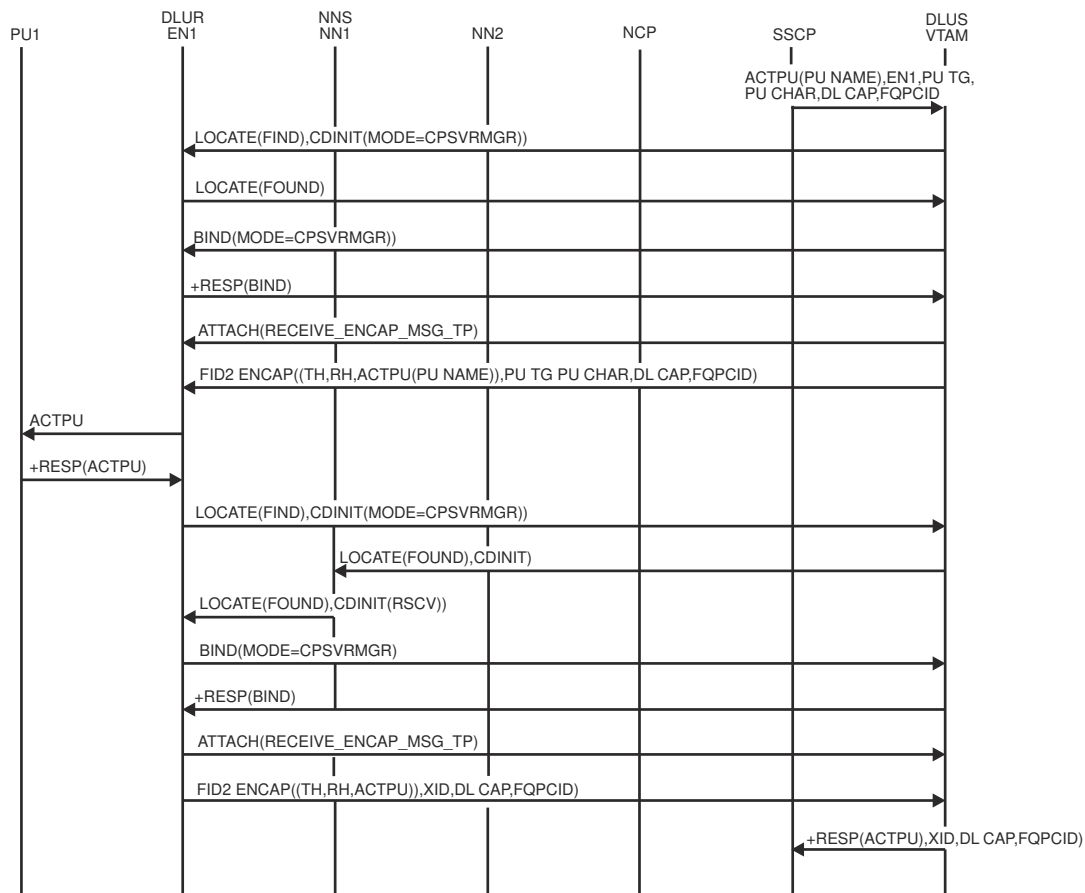 PU1
DLUR
EN1
NNS
NN1
NN2
NCP
SSCP
DLUS
VTAM
ACTPU(PU NAME),EN1,PU TG,
PU CHAR,DL CAP,FQPCID
LOCATE(FIND),CDINIT(MODE=CPSVRMGR))
LOCATE(FOUND)
BIND(MODE=CPSVRMGR))
+RESP(BIND)
ATTACH(RECEIVE_ENCAP_MSG_TP)
FID2 ENCAP((TH,RH,ACTPU(PU NAME)),PU TG PU CHAR,DL CAP,FQPCID)
ACTPU
+RESP(ACTPU)
LOCATE(FIND),CDINIT(MODE=CPSVRMGR))
LOCATE(FOUND),CDINIT)
LOCATE(FOUND),CDINIT(RSCV))
BIND(MODE=CPSVRMGR)
+RESP(BIND)
ATTACH(RECEIVE_ENCAP_MSG_TP)
FID2 ENCAP((TH,RH,ACTPU)),XID,DL CAP,FQPCID)
+RESP(ACTPU),XID,DL CAP,FQPCID)